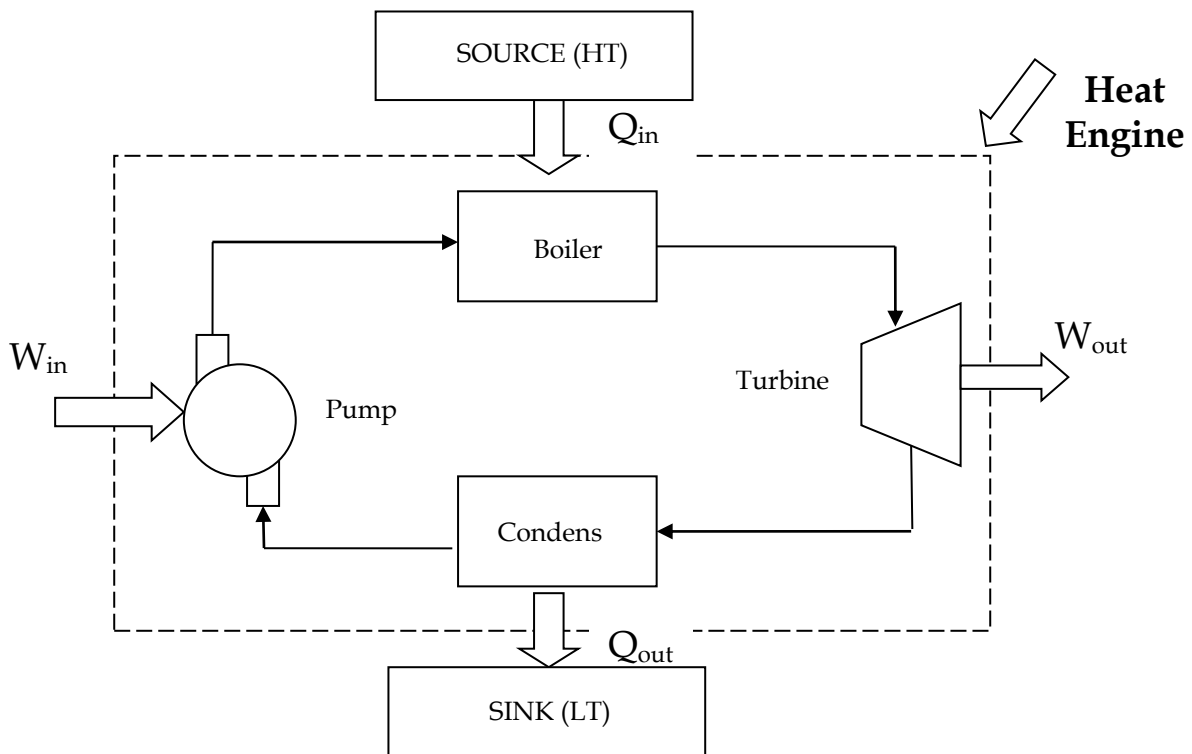 SOURCE (HT)
Heat
Engine
Qin
Boiler
Win
Pump
Turbine
Wout
Condens
Qout
SINK (LT)